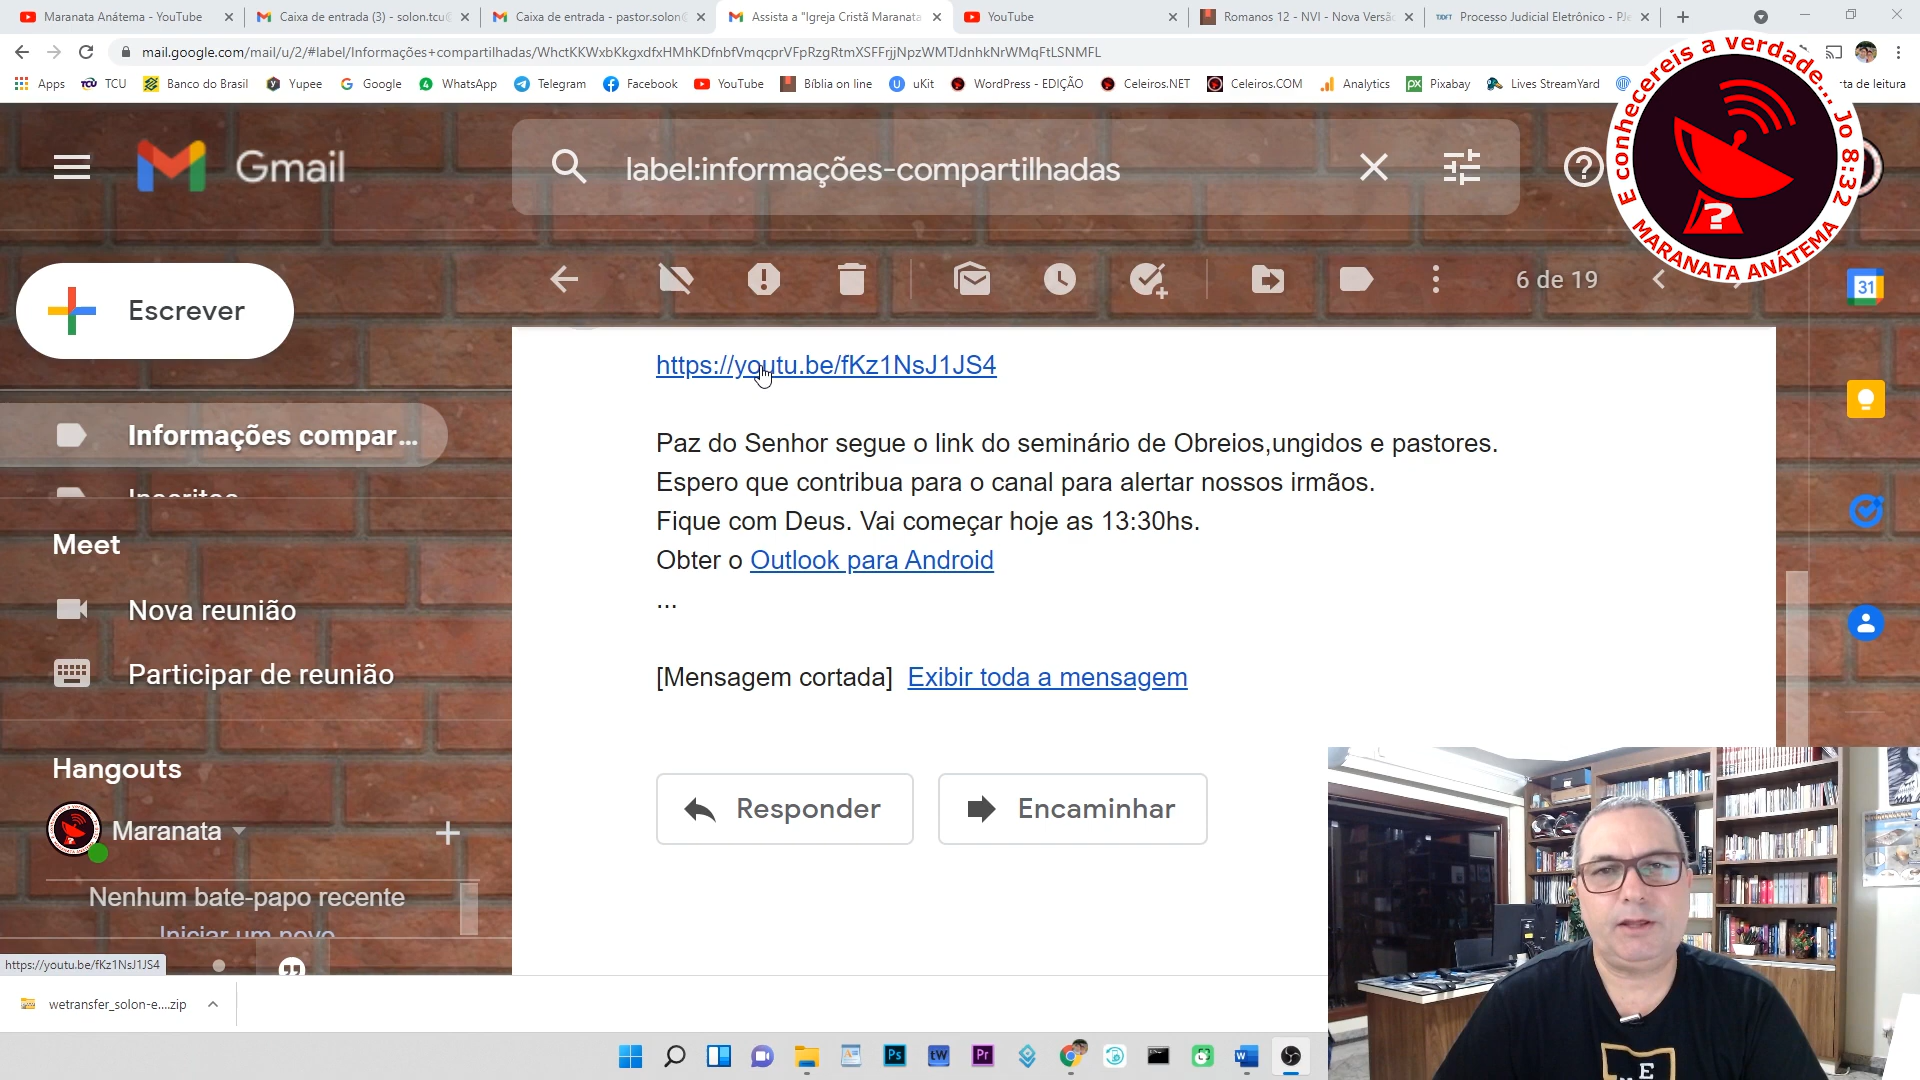 Maranata Anátema - YouTube
Caixa de entrada (3) - solon.tcu@
Caixa de entrada - pastor.solon@
Assista a "Igreja Cristã Maranata
YouTube
Romanos 12 - NVI - Nova Versão
Processo Judicial Eletrônico - PJe
mail.google.com/mail/u/2/#label/Informações+compartilhadas/WhctKKWxbKkgxdfxHMhKDfnbfVmqcprVFpRzgRtmXSFFrjjNpzWMTJdnhkNrWMqFtLSNMFL
Apps
TCU
Banco do Brasil
Yupee
Google
WhatsApp
Telegram
Facebook
YouTube
Bíblia on line
uKit
WordPress - EDIÇÃO
Celeiros.NET
Celeiros.COM
Analytics
Pixabay
Lives StreamYard
ta de leitura
E conhecereis a verdade... Jo 8:32
?
MARANATA ANÁTEMA
Gmail
label:informações-compartilhadas
6 de 19
31
Escrever
Informações compar...
Inscritos
Meet
Nova reunião
Participar de reunião
Hangouts
Maranata
Nenhum bate-papo recente
Iniciar um novo
https://youtu.be/fKz1NsJ1JS4
Paz do Senhor segue o link do seminário de Obreios,ungidos e pastores.
Espero que contribua para o canal para alertar nossos irmãos.
Fique com Deus. Vai começar hoje as 13:30hs.
Obter o Outlook para Android
...
[Mensagem cortada] Exibir toda a mensagem
Responder
Encaminhar
https://youtu.be/fKz1NsJ1JS4
wetransfer_solon-e....zip
Ps
tW
Pr
W
E